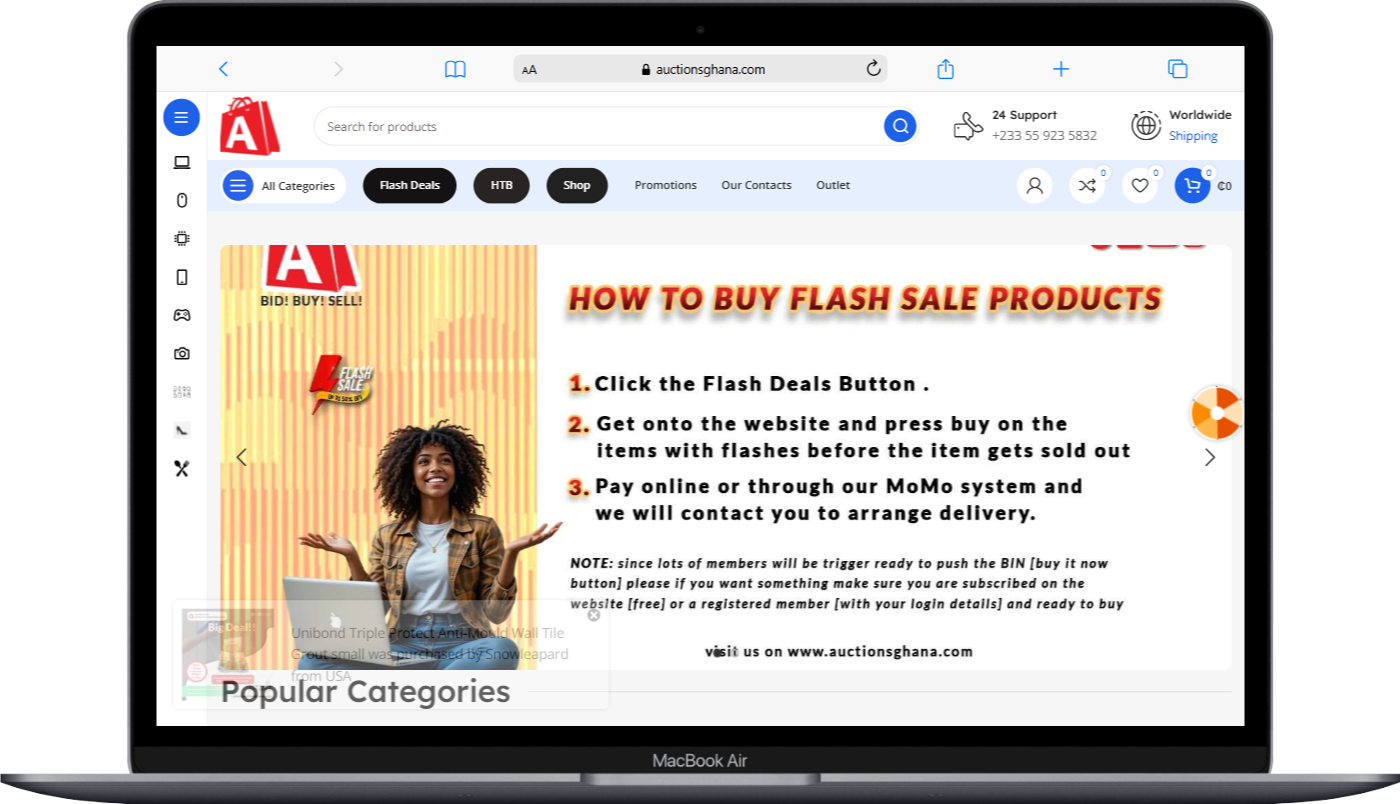 AA
auctionsghana.com
A
Search for products
24 Support
+233 55 923 5832
Worldwide
Shipping
All Categories
Flash Deals
HTB
Shop
Promotions
Our Contacts
Outlet
0
0
0
₵0
A
BID! BUY! SELL!
HOW TO BUY FLASH SALE PRODUCTS
FLASH
SALE
UP TO 50% OFF
1. Click the Flash Deals Button .
2. Get onto the website and press buy on the
items with flashes before the item gets sold out
3. Pay online or through our MoMo system and
we will contact you to arrange delivery.
NOTE: since lots of members will be trigger ready to push the BIN [buy it now
button] please if you want something make sure you are subscribed on the
website [free] or a registered member [with your login details] and ready to buy
visit us on www.auctionsghana.com
Big Deal!!
Unibond Triple Protect Anti-Mould Wall Tile
Grout small was purchased by Snowleapard
from USA
Popular Categories
MacBook Air